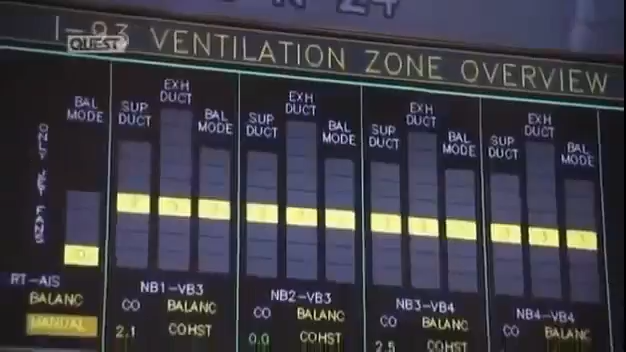 I-93 VENTILATION ZONE OVERVIEW
QUEST
BAL MODE
SUP DUCT
EXH DUCT
BAL MODE
SUP DUCT
EXH DUCT
BAL MODE
SUP DUCT
EXH DUCT
BAL MODE
SUP DUCT
EXH DUCT
BAL MODE
ONLY JET FANS
RT-AIS
BALANC
MANUAL
NB1-VB3
CO BALANC
2.1 COHST
NB2-VB3
CO BALANC
0.0 COHST
NB3-VB4
CO BALANC
2.5 COHST
NB4-VB4
CO BALANC